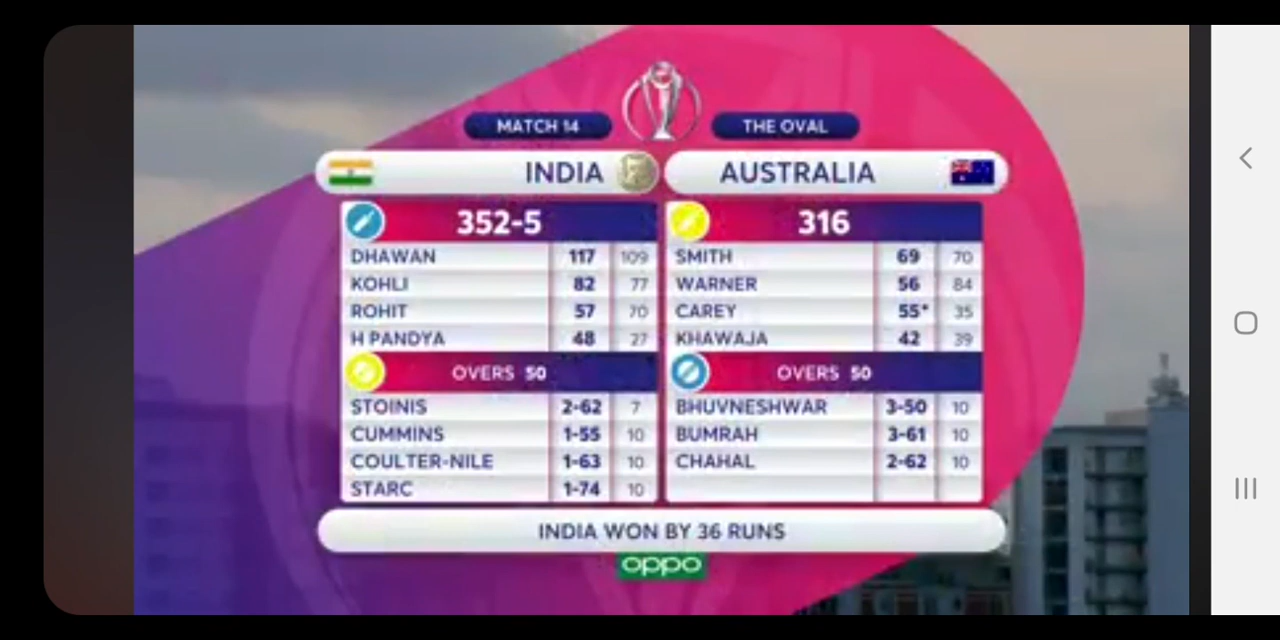 MATCH 14
THE OVAL
INDIA
AUSTRALIA
352-5
316
DHAWAN 117 109
SMITH 69 70
KOHLI 82 77
WARNER 56 84
ROHIT 57 70
CAREY 55* 35
H PANDYA 48 27
KHAWAJA 42 39
OVERS 50
OVERS 50
STOINIS 2-62 7
BHUVNESHWAR 3-50 10
CUMMINS 1-55 10
BUMRAH 3-61 10
COULTER-NILE 1-63 10
CHAHAL 2-62 10
STARC 1-74 10
INDIA WON BY 36 RUNS
oppo